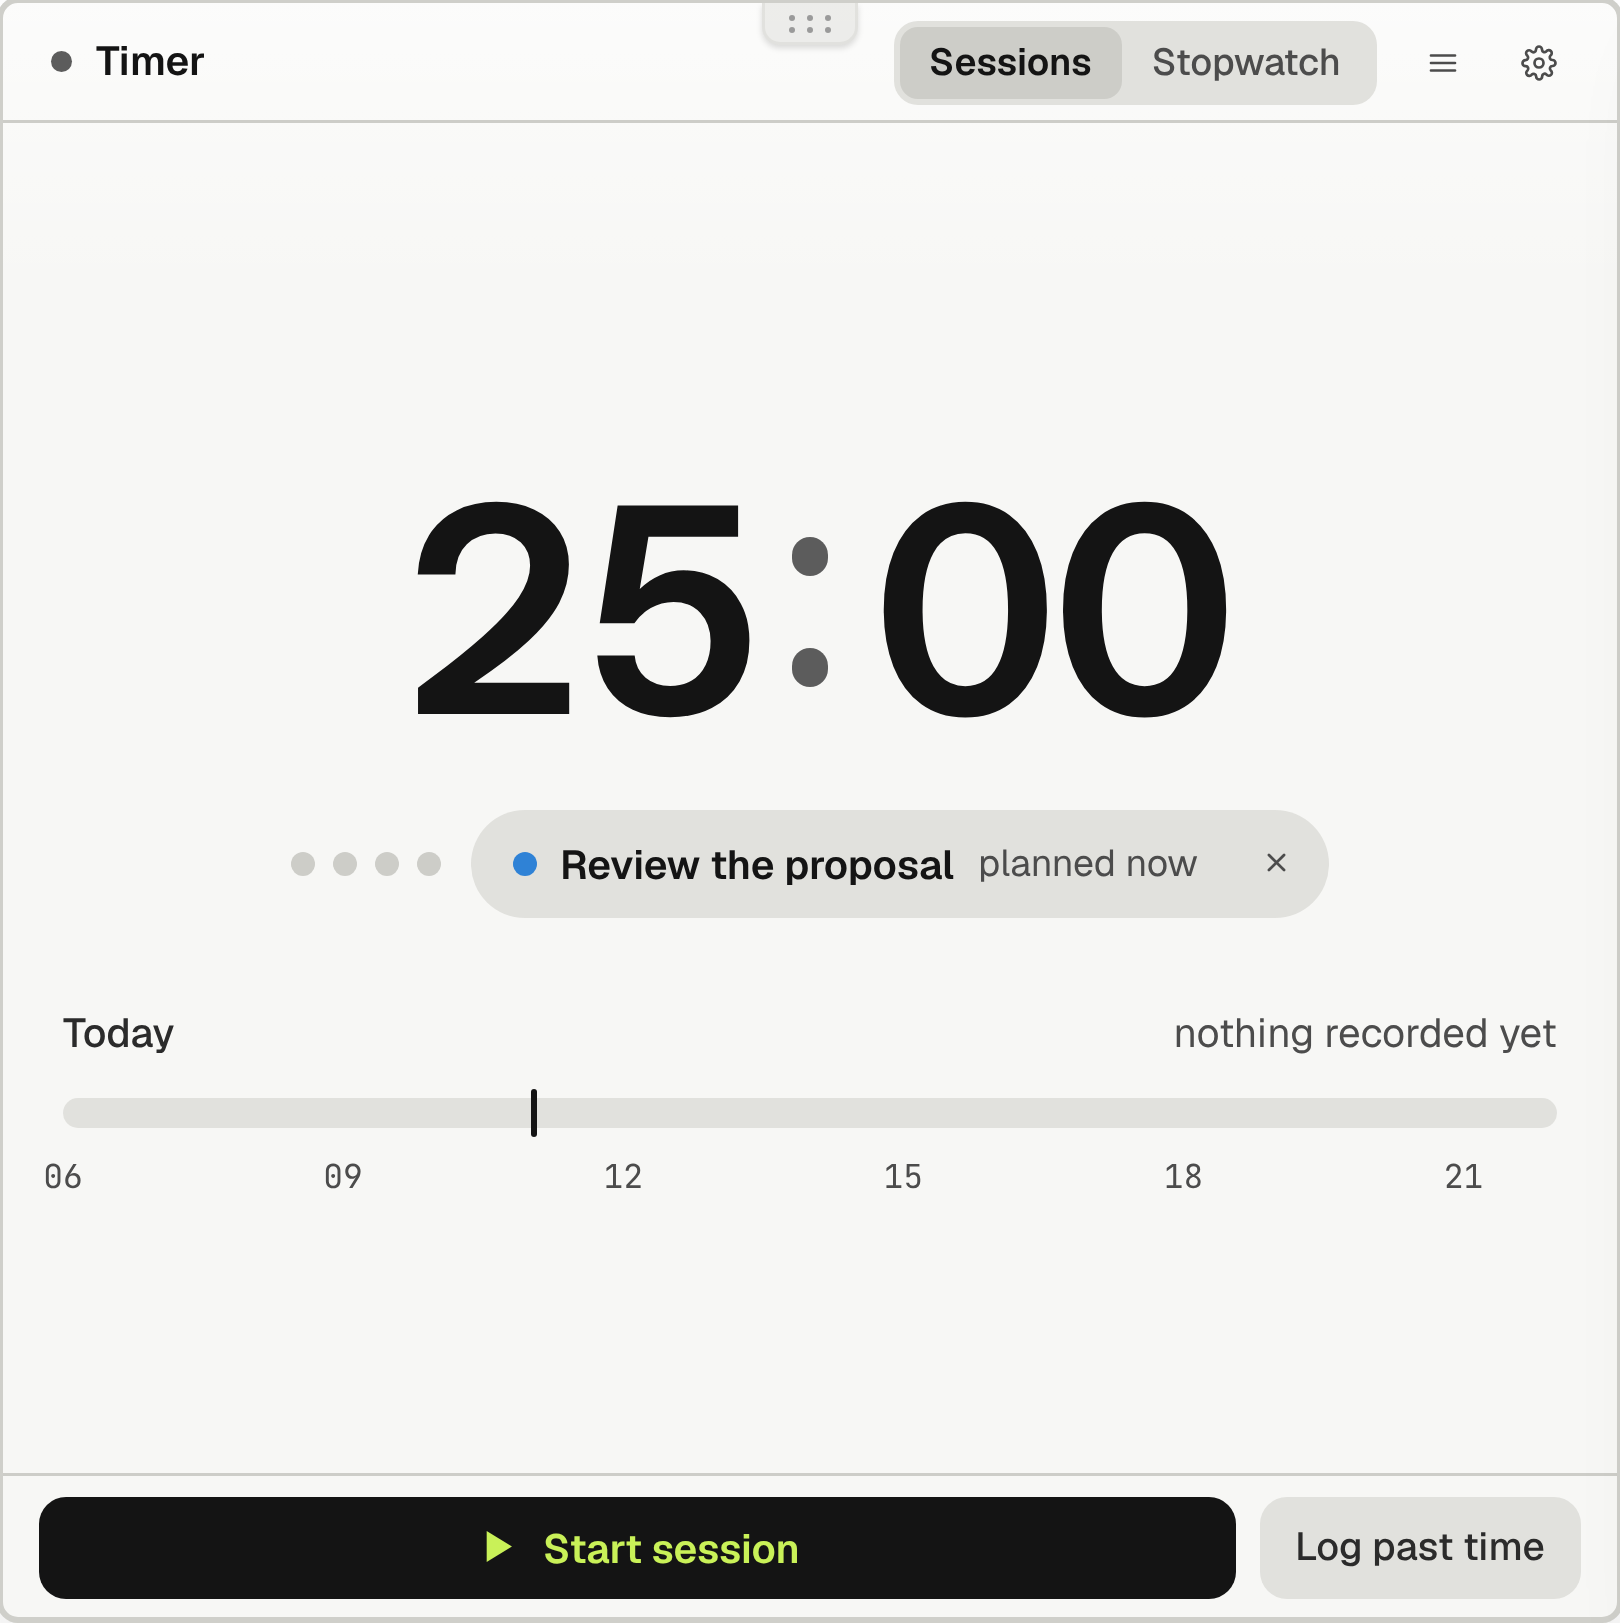 Timer
Sessions Stopwatch
25:00
Review the proposal planned now ×
Today nothing recorded yet
06 09 12 15 18 21
Start session
Log past time